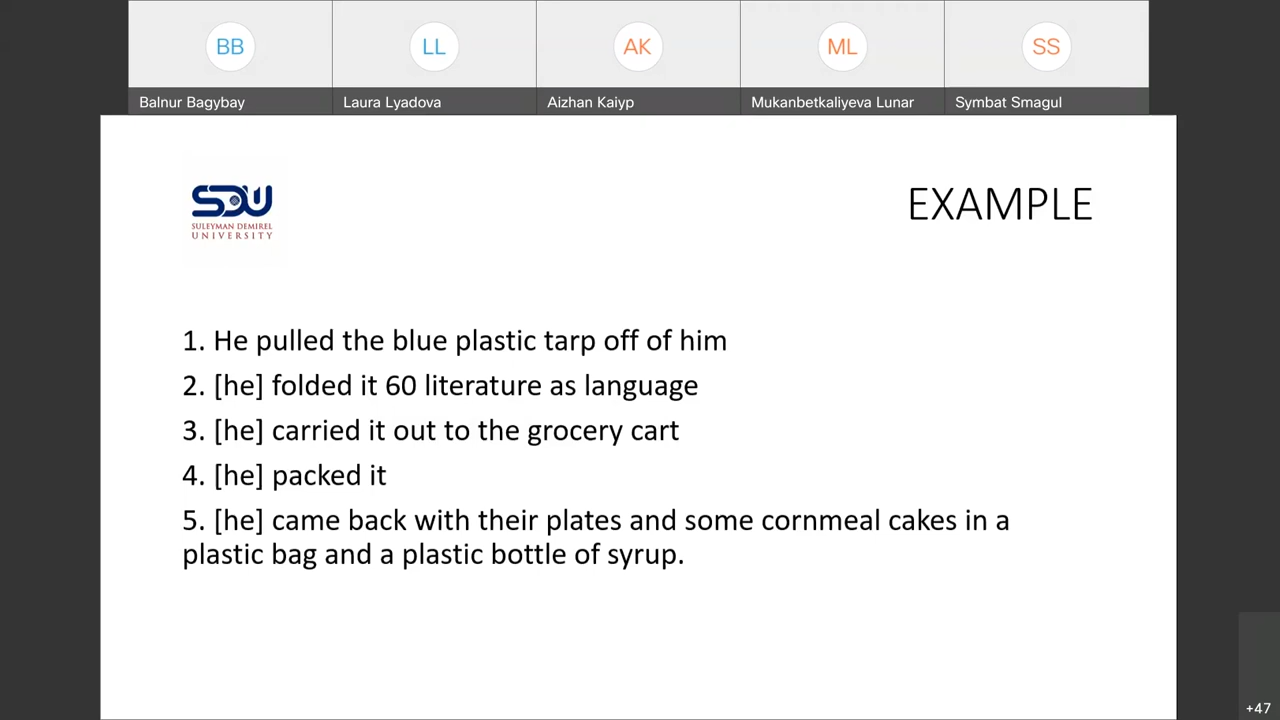 BB
LL
AK
ML
SS
Balnur Bagybay
Laura Lyadova
Aizhan Kaiyp
Mukanbetkaliyeva Lunar
Symbat Smagul
SDU
SULEYMAN DEMIREL
UNIVERSITY
EXAMPLE
1. He pulled the blue plastic tarp off of him
2. [he] folded it 60 literature as language
3. [he] carried it out to the grocery cart
4. [he] packed it
5. [he] came back with their plates and some cornmeal cakes in a
plastic bag and a plastic bottle of syrup.
+47